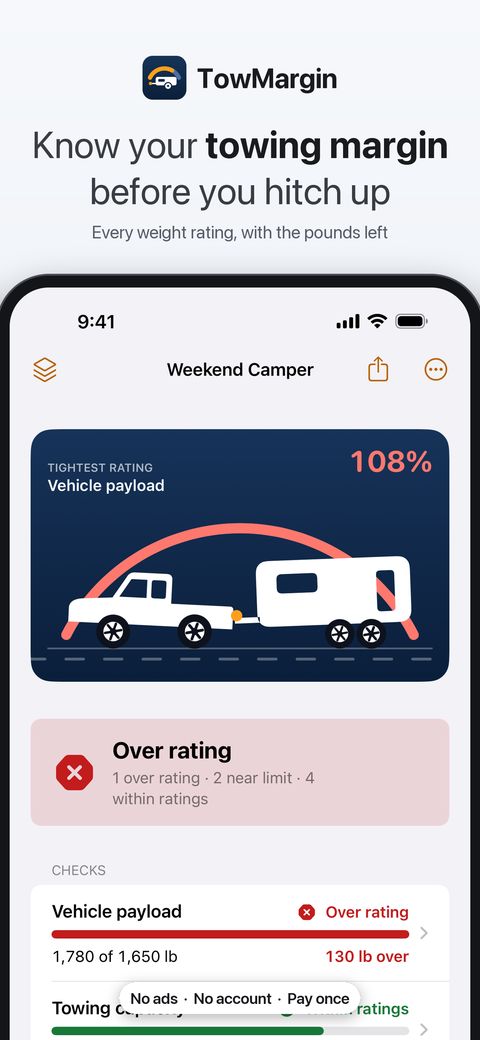 TowMargin
Know your towing margin
before you hitch up
Every weight rating, with the pounds left
9:41
Weekend Camper
108%
TIGHTEST RATING
Vehicle payload
Over rating
1 over rating · 2 near limit · 4
within ratings
CHECKS
Vehicle payload Over rating
1,780 of 1,650 lb 130 lb over
No ads · No account · Pay once
Towing ratings